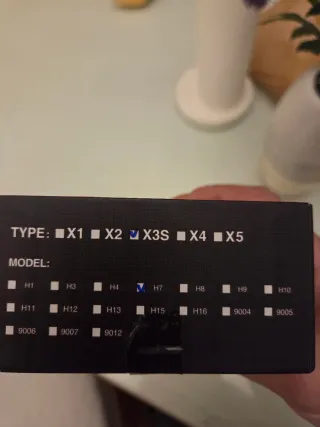 TYPE: X1 X2 X3S X4 X5
MODEL:
H1 H3 H4 H7 H8 H9 H10
H11 H12 H13 H15 H16 9004 9005
9006 9007 9012